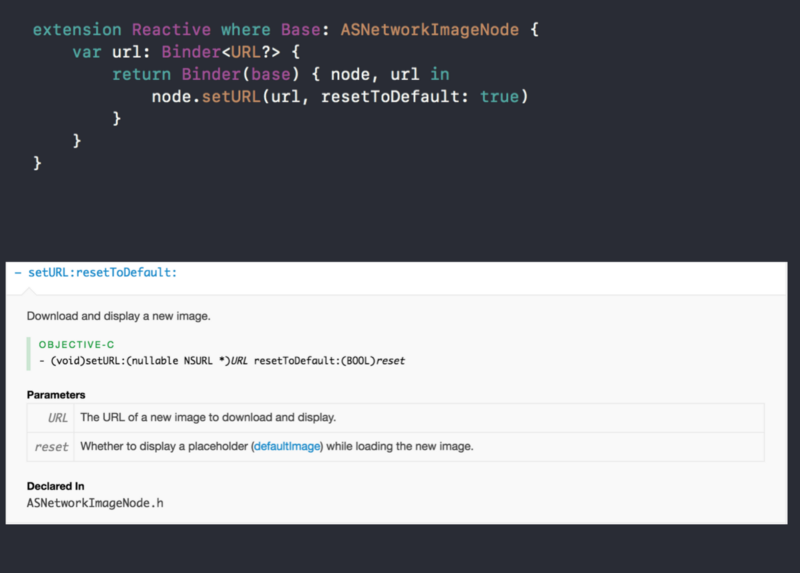 extension Reactive where Base: ASNetworkImageNode {
    var url: Binder<URL?> {
        return Binder(base) { node, url in
            node.setURL(url, resetToDefault: true)
        }
    }
}
– setURL:resetToDefault:
Download and display a new image.
OBJECTIVE-C
- (void)setURL:(nullable NSURL *)URL resetToDefault:(BOOL)reset
Parameters
URL The URL of a new image to download and display.
reset Whether to display a placeholder (defaultImage) while loading the new image.
Declared In
ASNetworkImageNode.h